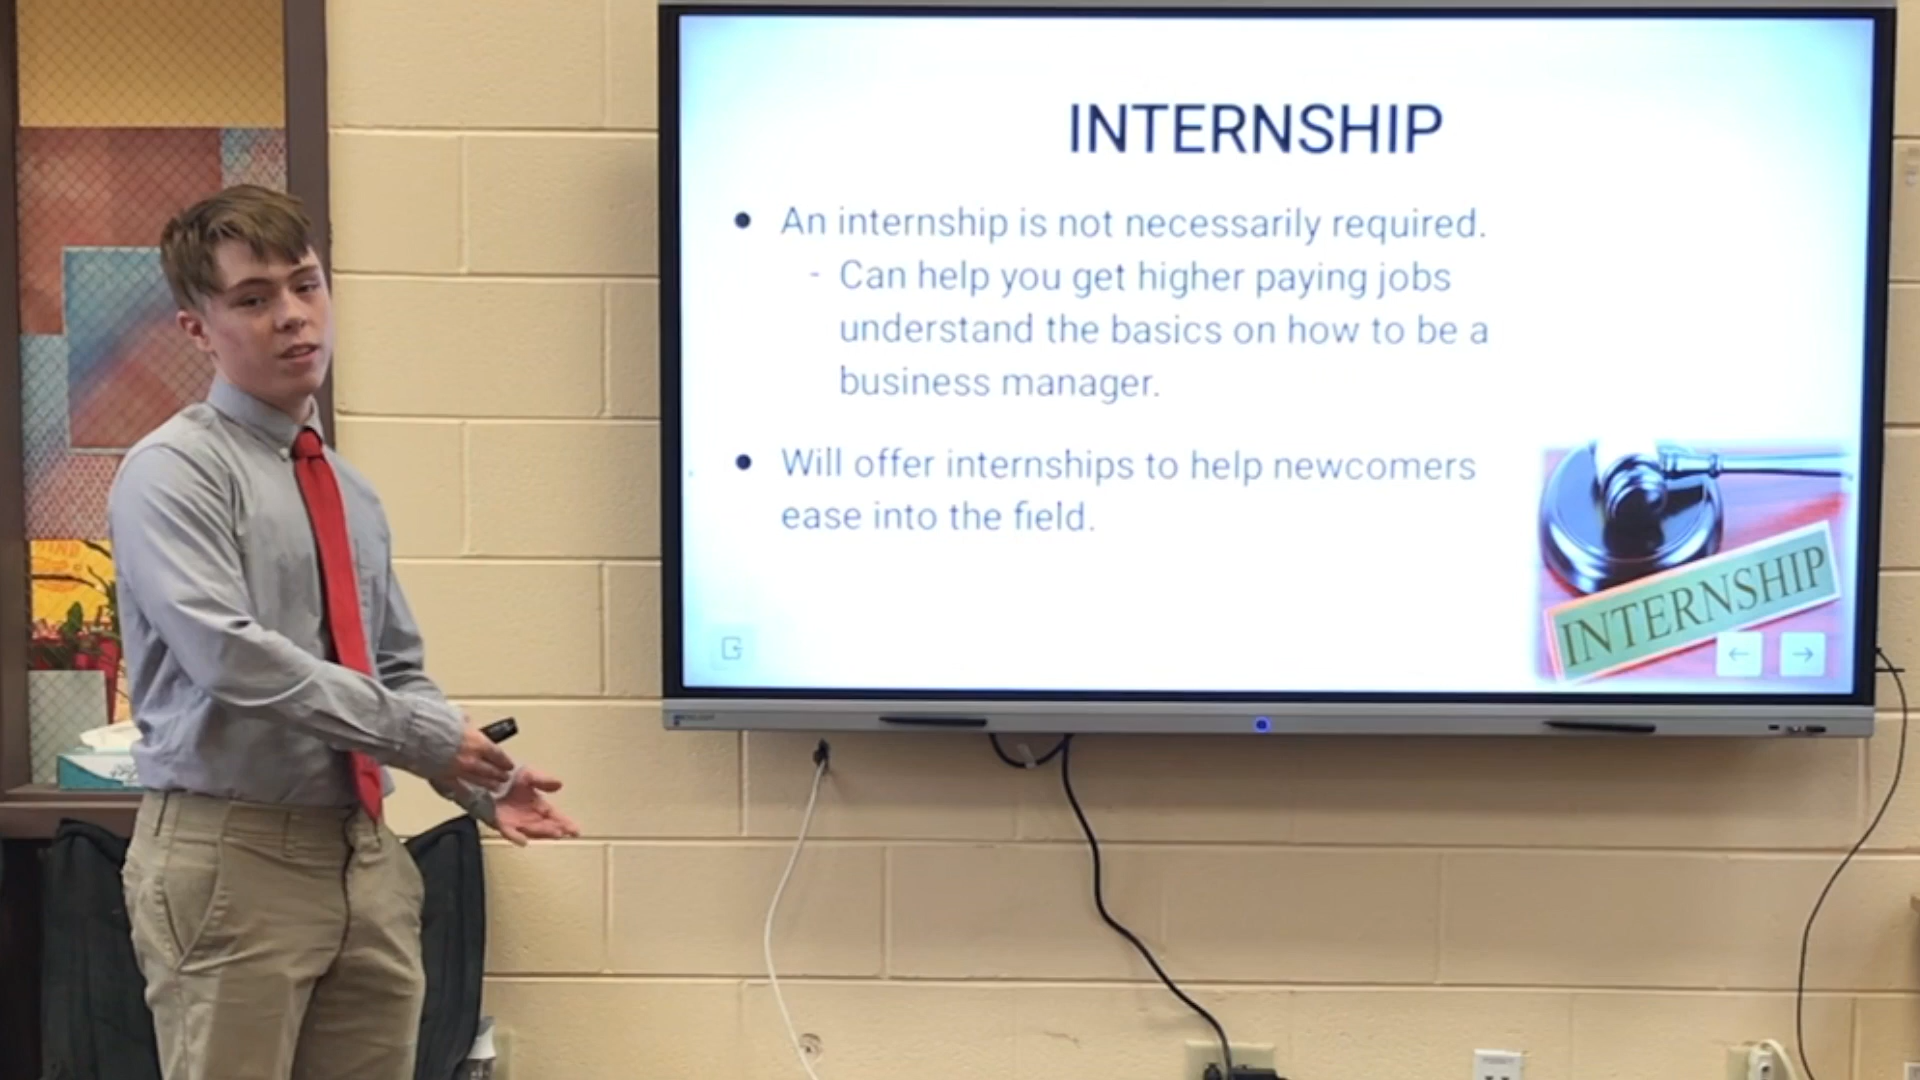 INTERNSHIP
● An internship is not necessarily required.
- Can help you get higher paying jobs
understand the basics on how to be a
business manager.
● Will offer internships to help newcomers
ease into the field.
INTERNSHIP